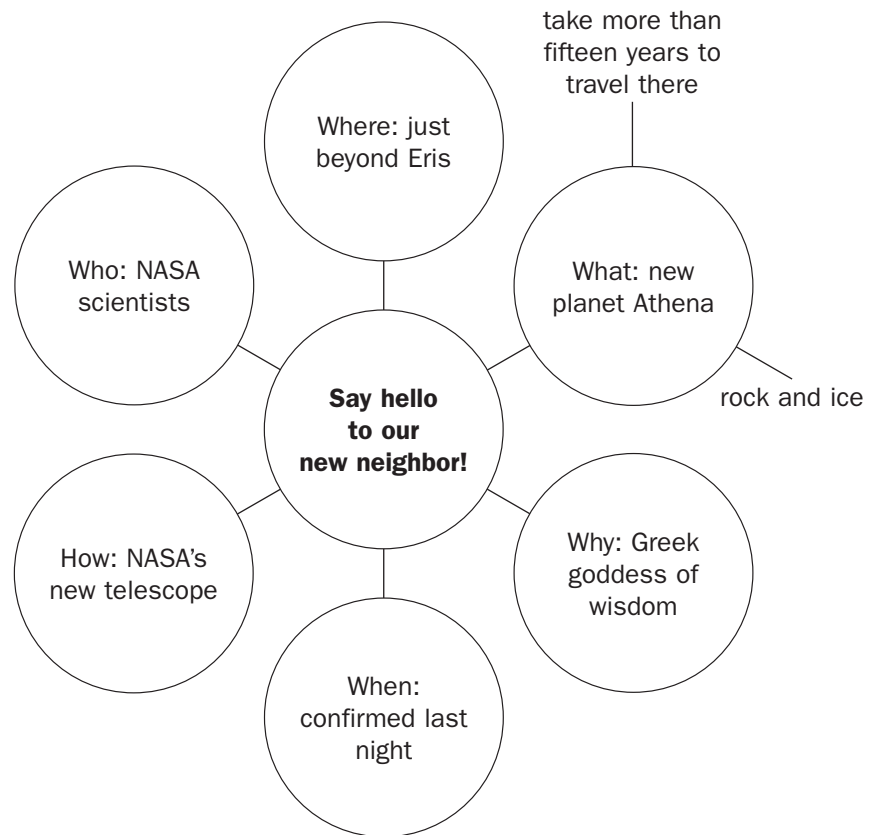 take more than
fifteen years to
travel there
Where: just
beyond Eris
Who: NASA
scientists
What: new
planet Athena
rock and ice
Say hello
to our
new neighbor!
How: NASA’s
new telescope
Why: Greek
goddess of
wisdom
When:
confirmed last
night